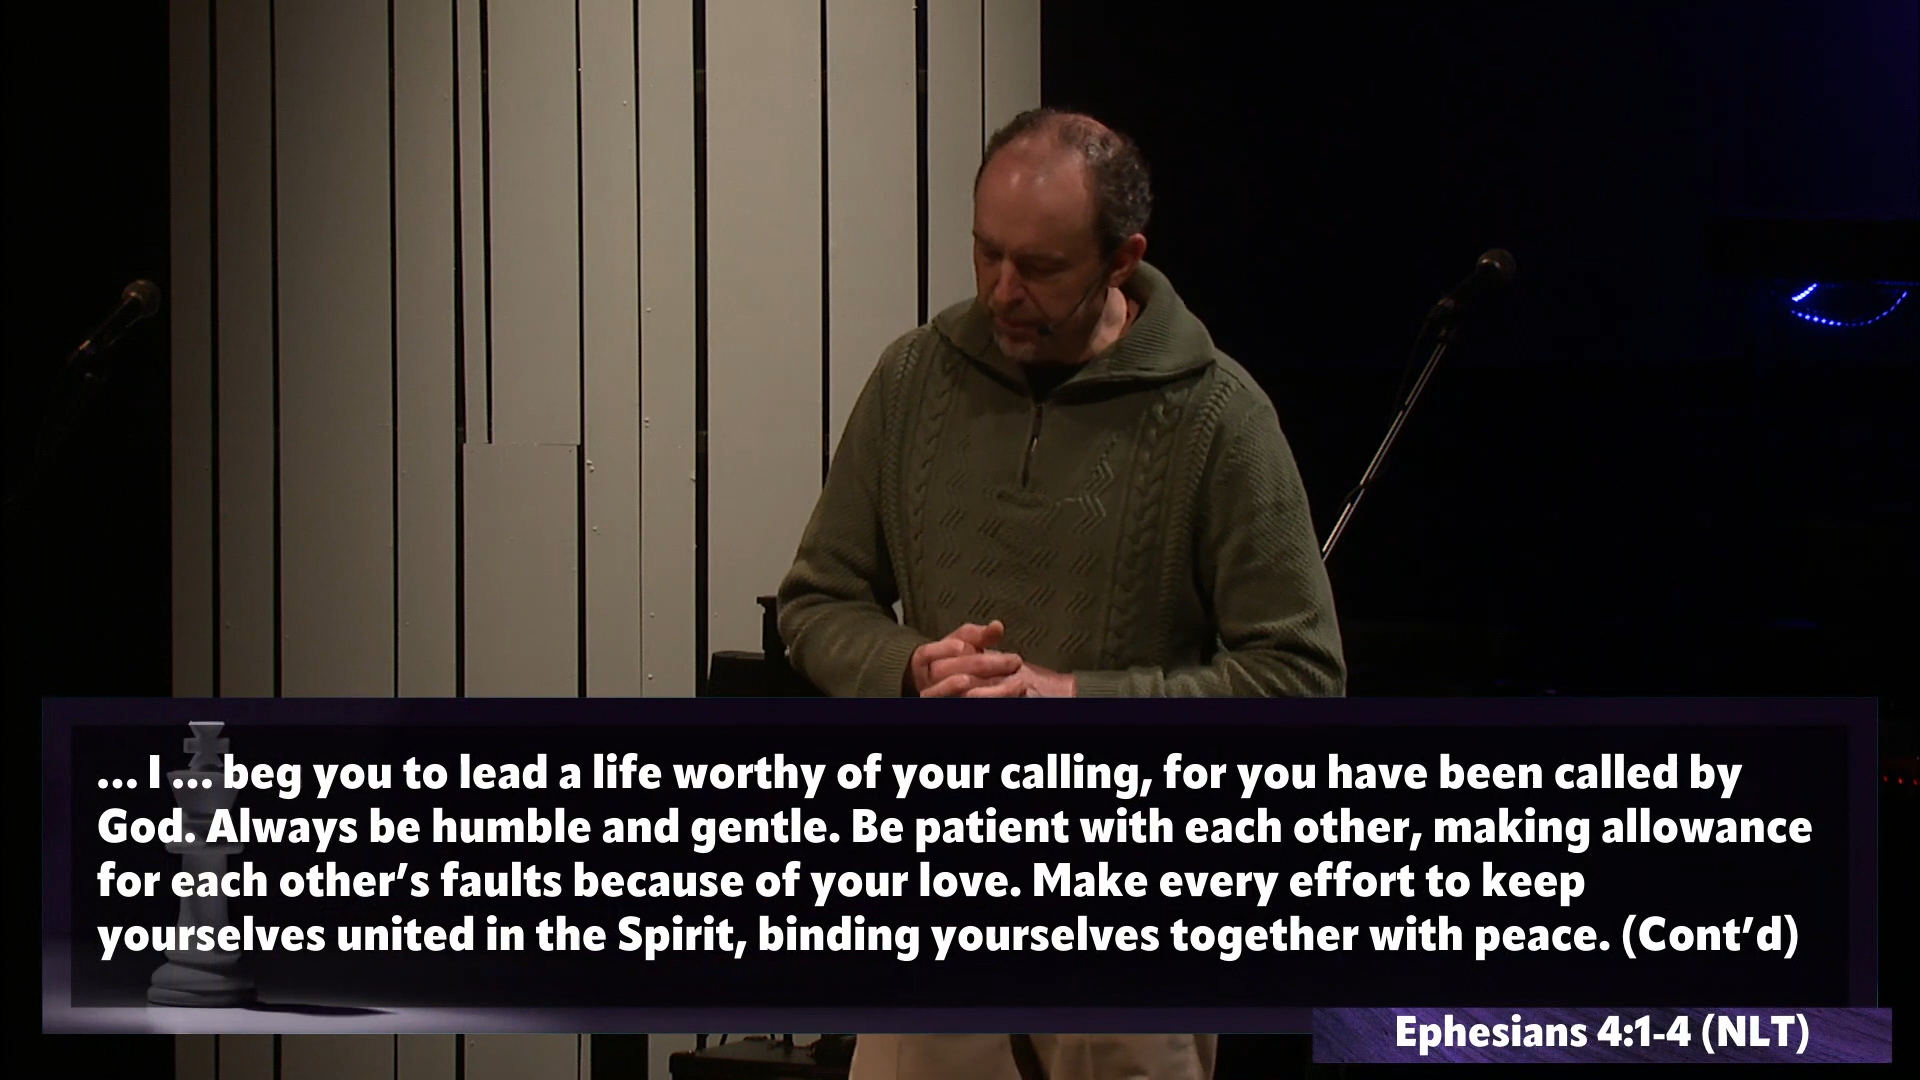 ... I ... beg you to lead a life worthy of your calling, for you have been called by
God. Always be humble and gentle. Be patient with each other, making allowance
for each other’s faults because of your love. Make every effort to keep
yourselves united in the Spirit, binding yourselves together with peace. (Cont’d)
Ephesians 4:1-4 (NLT)